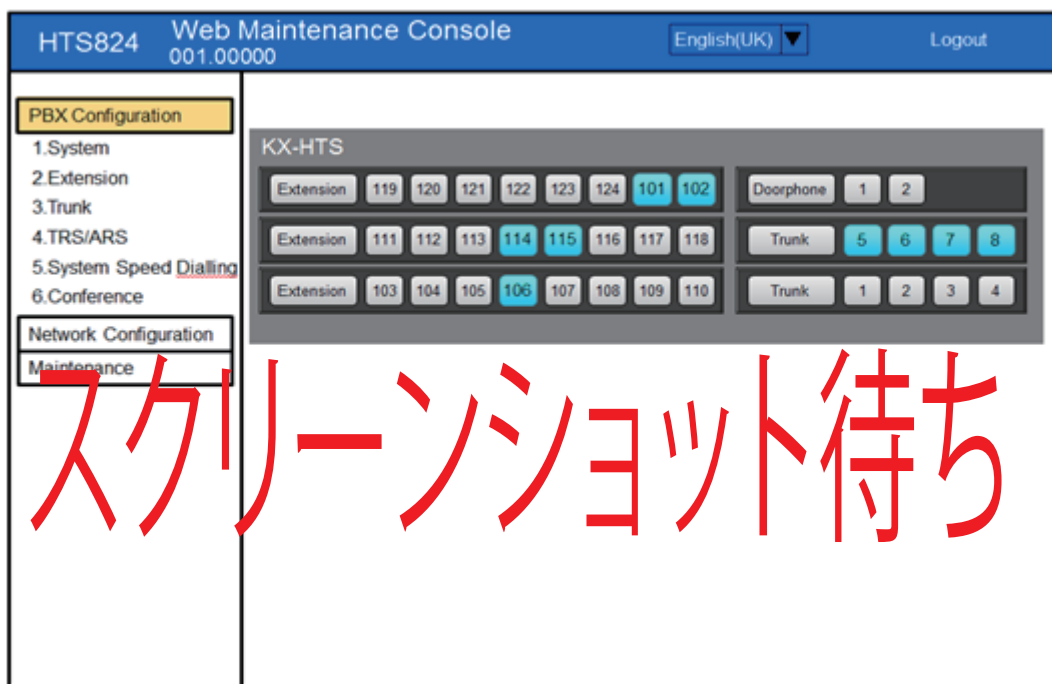 HTS824 Web Maintenance Console English(UK) Logout
001.00000
PBX Configuration
1.System
2.Extension
3.Trunk
4.TRS/ARS
5.System Speed Dialling
6.Conference
Network Configuration
Maintenance
KX-HTS
Extension 119 120 121 122 123 124 101 102
Doorphone 1 2
Extension 111 112 113 114 115 116 117 118
Trunk 5 6 7 8
Extension 103 104 105 106 107 108 109 110
Trunk 1 2 3 4
スクリーンショット待ち